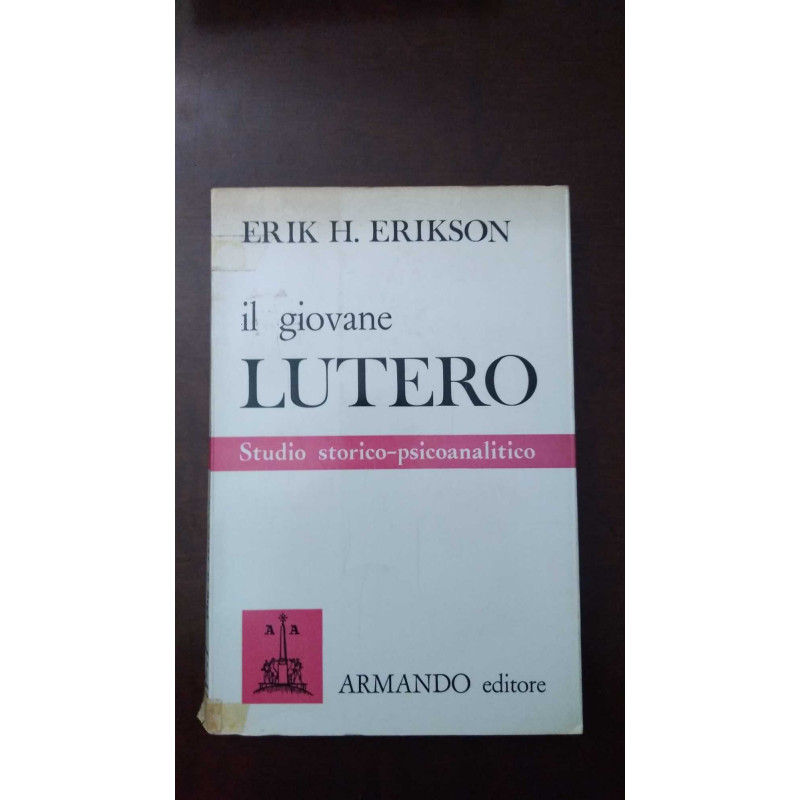 ERIK H. ERIKSON
il giovane
LUTERO
Studio storico-psicoanalitico
A A
ARMANDO editore